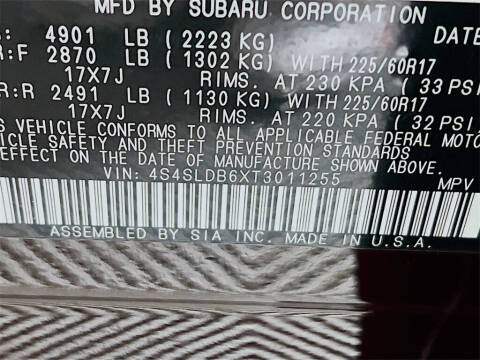 MFD BY SUBARU CORPORATION
: 4901 LB ( 2223 KG) DATE
R:F 2870 LB ( 1302 KG) WITH 225/60R17
17X7J RIMS. AT 230 KPA ( 33 PSI
R:R 2491 LB ( 1130 KG) WITH 225/60R17
17X7J RIMS. AT 220 KPA ( 32 PSI
S VEHICLE CONFORMS TO ALL APPLICABLE FEDERAL MOTO
VEHICLE SAFETY AND THEFT PREVENTION STANDARDS
EFFECT ON THE DATE OF MANUFACTURE SHOWN ABOVE.
VIN: 4S4SLDB6XT3011255 MPV
ASSEMBLED BY SIA INC. MADE IN U.S.A.